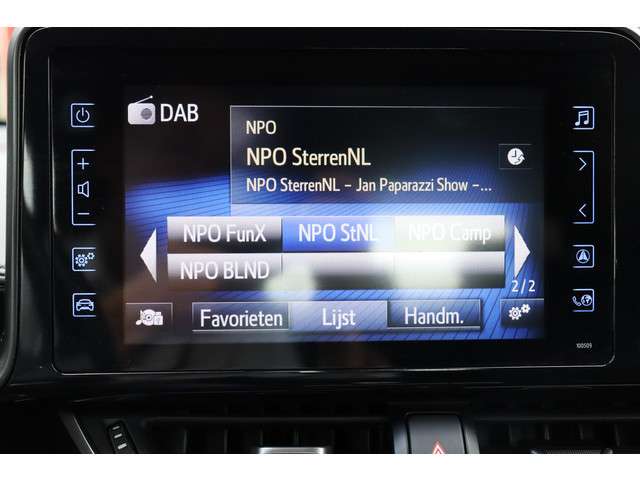 DAB
NPO
NPO SterrenNL
NPO SterrenNL - Jan Paparazzi Show -...
NPO FunX
NPO StNL
NPO Camp
NPO BLND
2/2
Favorieten
Lijst
Handm.
100509